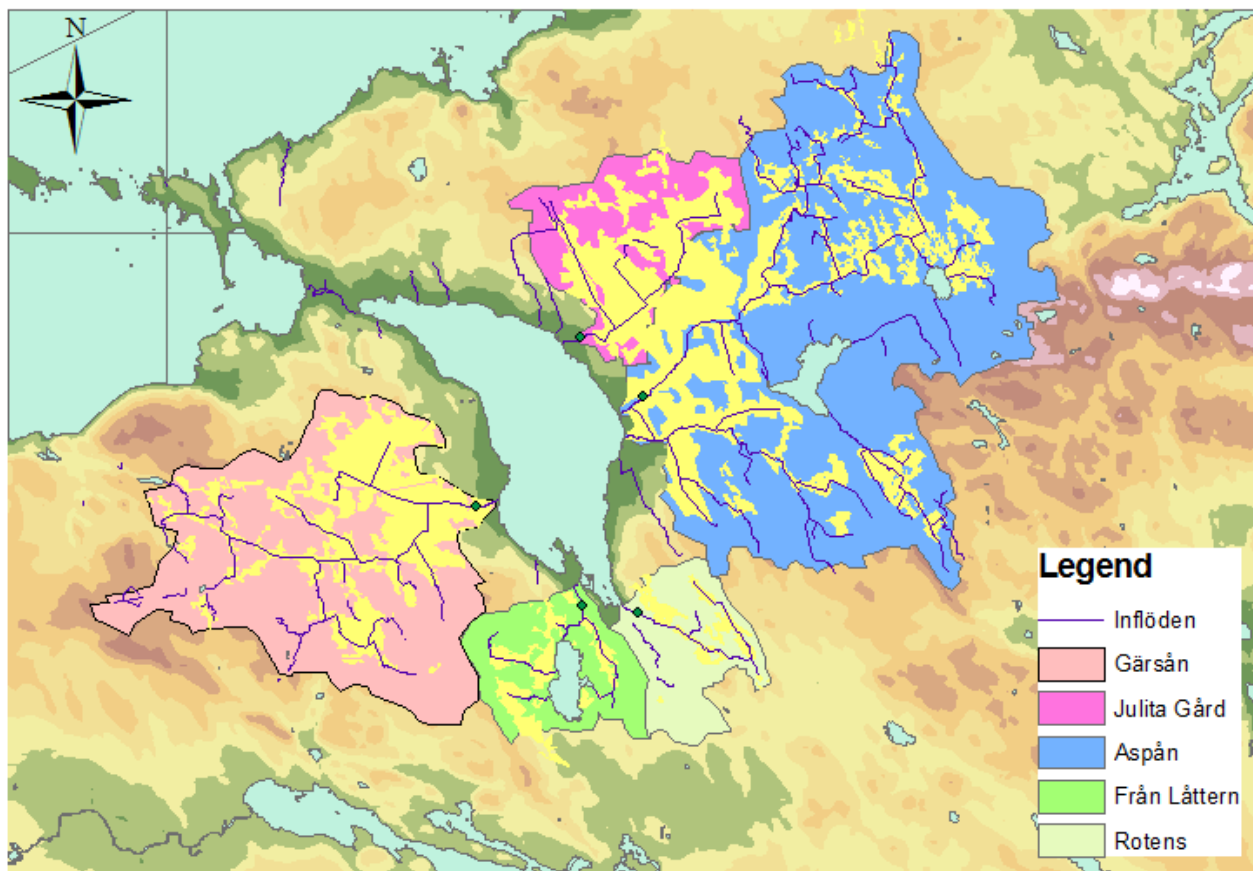 N
Legend
Inflöden
Gärsån
Julita Gård
Aspån
Från Låttern
Rotens